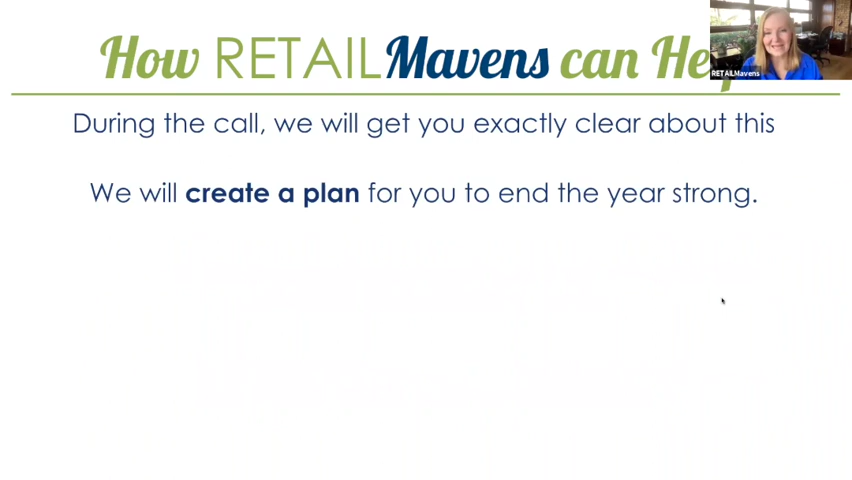 How RETAILMavens can Help
RETAILMavens
During the call, we will get you exactly clear about this
We will create a plan for you to end the year strong.